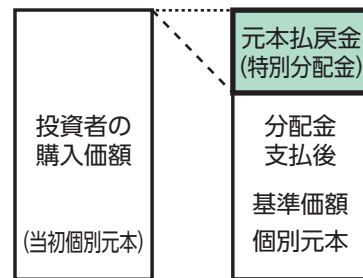 投資者の
購入価額
(当初個別元本)
元本払戻金
(特別分配金)
分配金
支払後
基準価額
個別元本